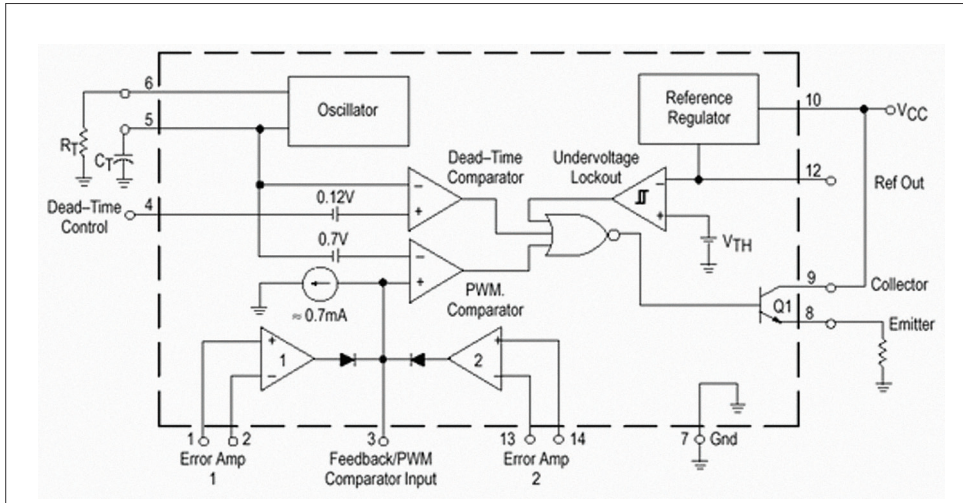 6
Oscillator
Reference
Regulator
10
VCC
5
RT
CT
Dead–Time
Comparator
Undervoltage
Lockout
12
Ref Out
Dead–Time
Control
4
0.12V
–
+
–
+
VTH
0.7V
–
+
≈ 0.7mA
PWM.
Comparator
9
Collector
Q1
8
Emitter
+
1
–
2
+
–
1
2
3
13
14
7
Gnd
Error Amp
1
Feedback/PWM
Comparator Input
Error Amp
2